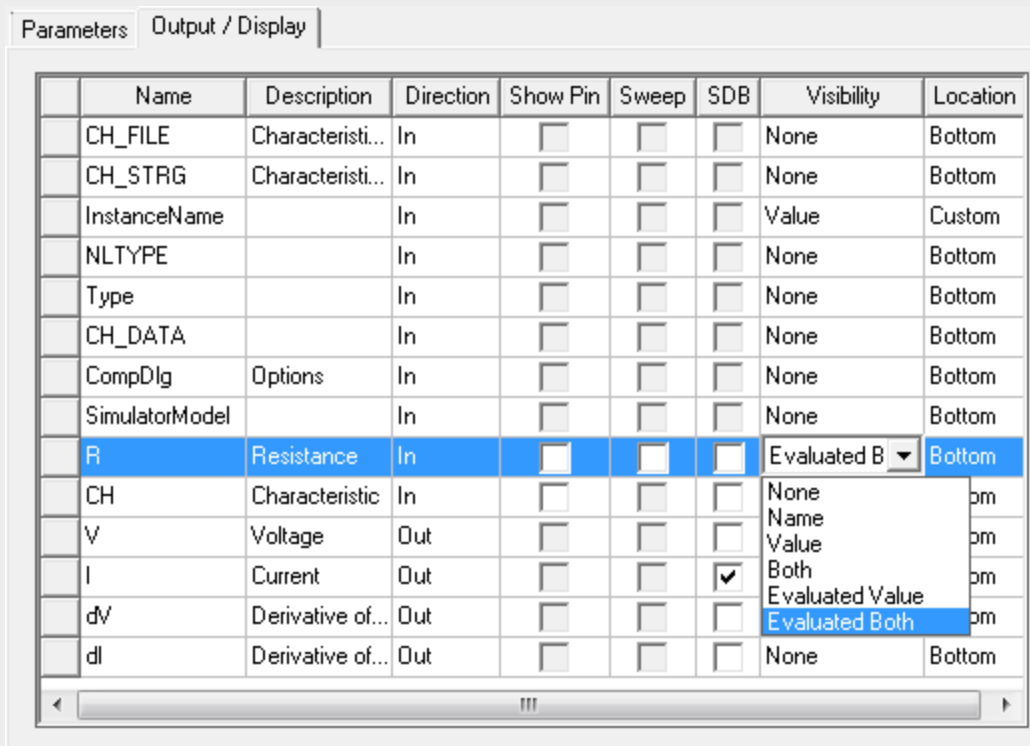 Parameters Output / Display
Name Description Direction Show Pin Sweep SDB Visibility Location
CH_FILE Characteristi... In None Bottom
CH_STRG Characteristi... In None Bottom
InstanceName In Value Custom
NLTYPE In None Bottom
Type In None Bottom
CH_DATA In None Bottom
CompDlg Options In None Bottom
SimulatorModel In None Bottom
R Resistance In Evaluated B Bottom
CH Characteristic In None om
Name
V Voltage Out Value om
I Current Out Both om
Evaluated Value
dV Derivative of... Out Evaluated Both om
dI Derivative of... Out None Bottom